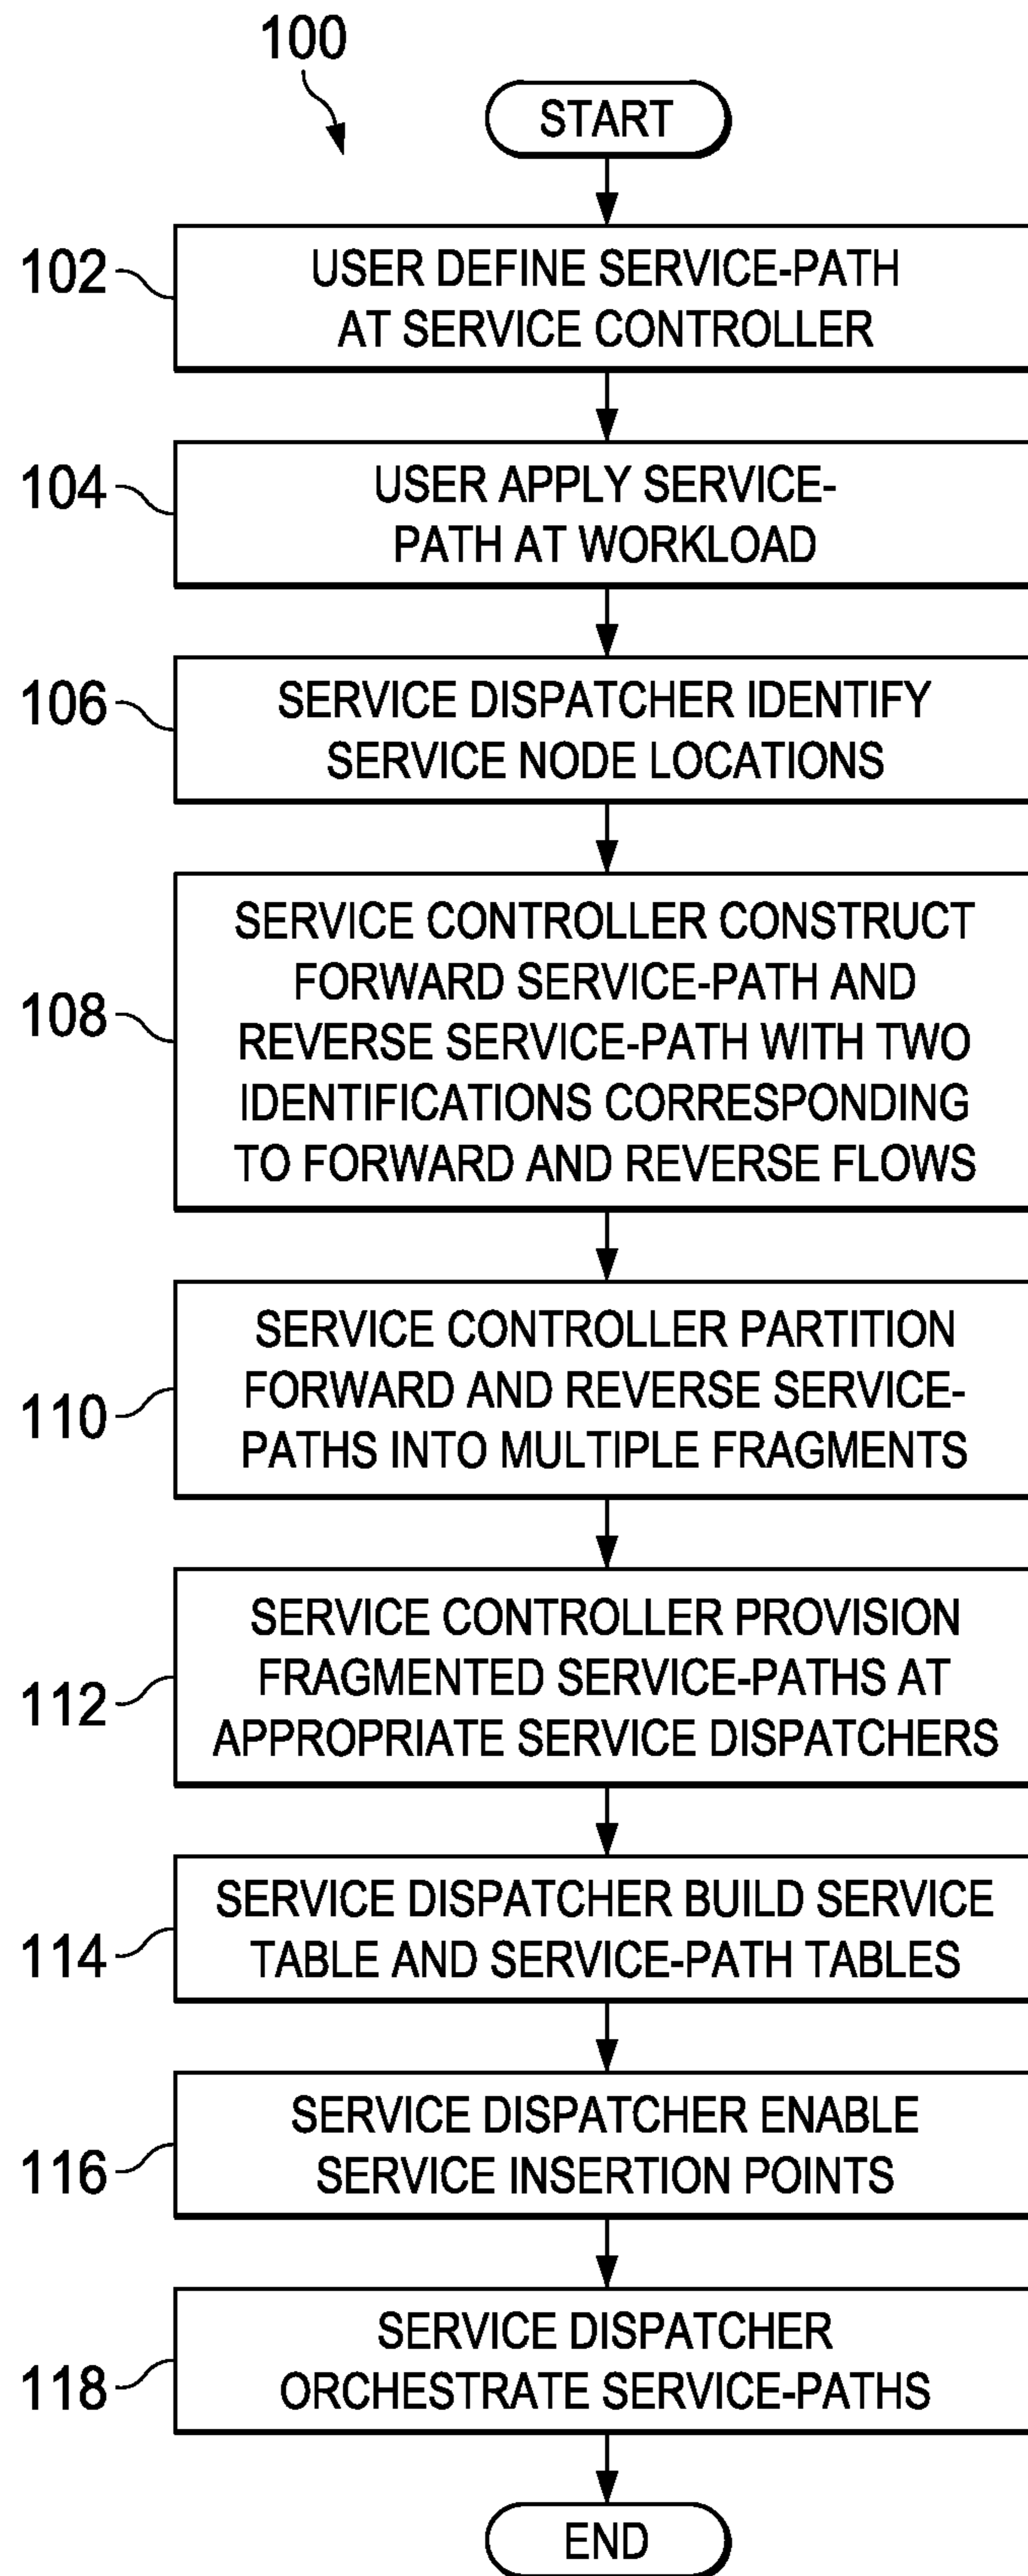 100
START
102
USER DEFINE SERVICE-PATH
AT SERVICE CONTROLLER
104
USER APPLY SERVICE-
PATH AT WORKLOAD
106
SERVICE DISPATCHER IDENTIFY
SERVICE NODE LOCATIONS
108
SERVICE CONTROLLER CONSTRUCT
FORWARD SERVICE-PATH AND
REVERSE SERVICE-PATH WITH TWO
IDENTIFICATIONS CORRESPONDING
TO FORWARD AND REVERSE FLOWS
110
SERVICE CONTROLLER PARTITION
FORWARD AND REVERSE SERVICE-
PATHS INTO MULTIPLE FRAGMENTS
112
SERVICE CONTROLLER PROVISION
FRAGMENTED SERVICE-PATHS AT
APPROPRIATE SERVICE DISPATCHERS
114
SERVICE DISPATCHER BUILD SERVICE
TABLE AND SERVICE-PATH TABLES
116
SERVICE DISPATCHER ENABLE
SERVICE INSERTION POINTS
118
SERVICE DISPATCHER
ORCHESTRATE SERVICE-PATHS
END